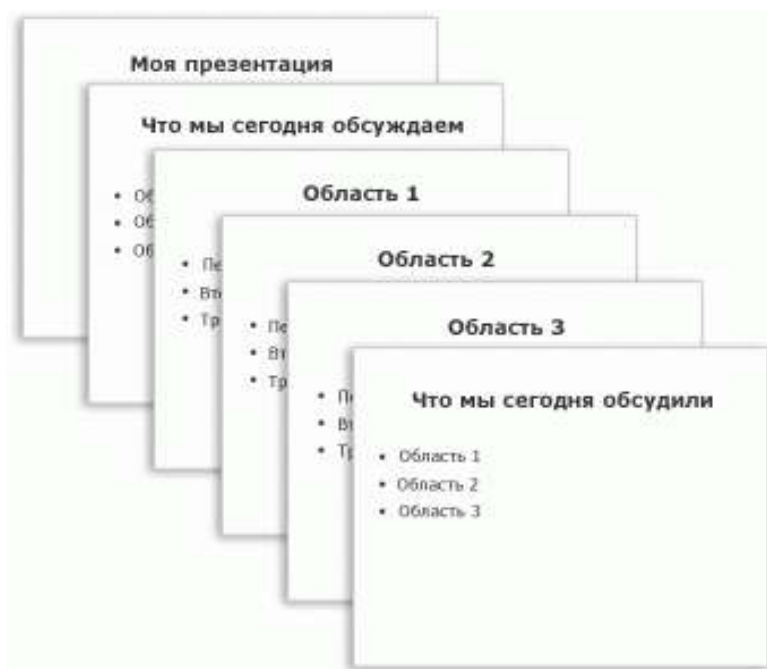 Моя презентация
Что мы сегодня обсуждаем
Область 1
Область 2
Область 3
Что мы сегодня обсудили
• Область 1
• Область 2
• Область 3